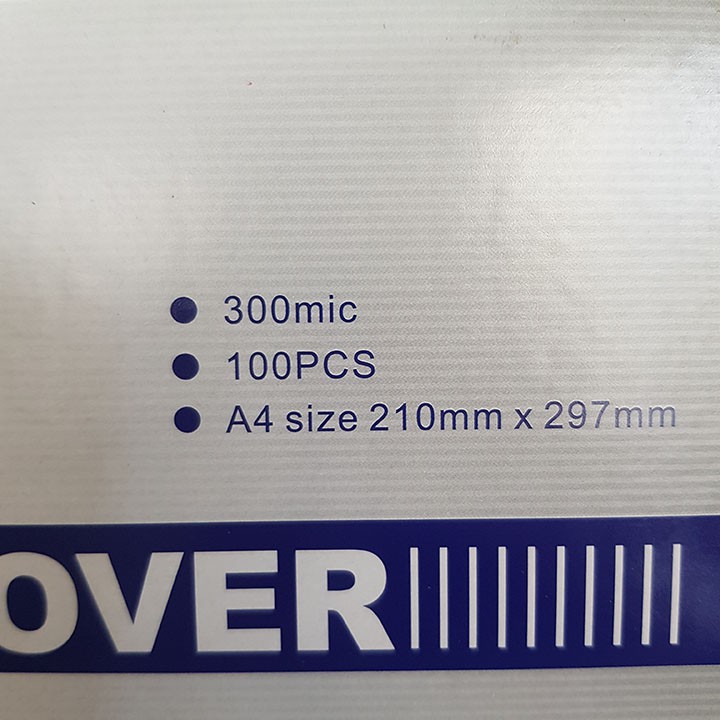 300mic
100PCS
A4 size 210mm x 297mm
OVER